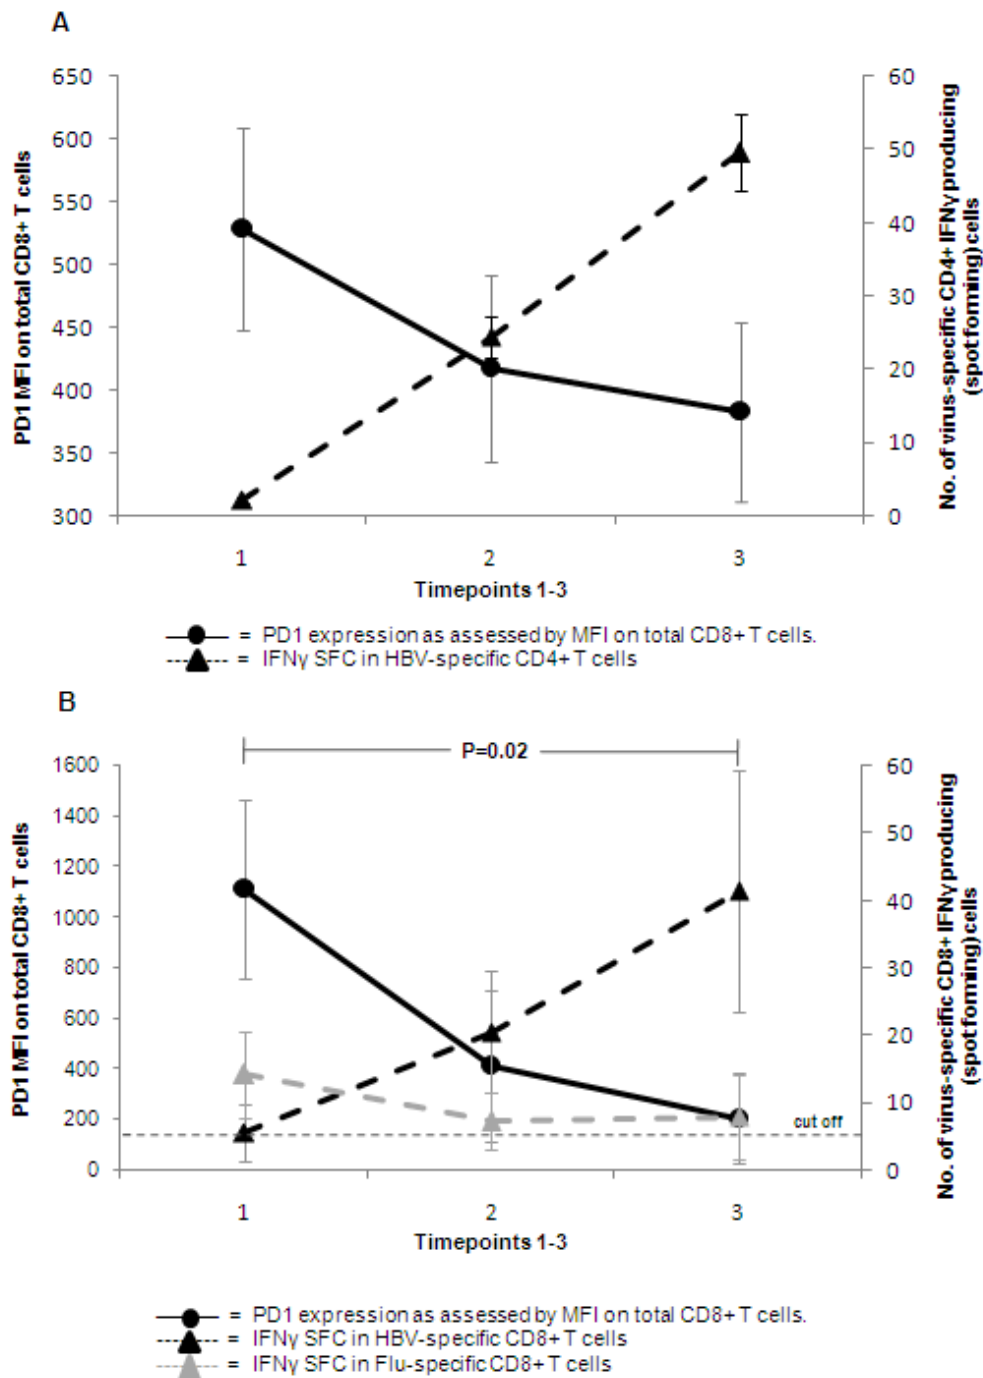 A
650
600
550
500
450
400
350
300
PD1 MFI on total CD8+ T cells
60
50
40
30
20
10
0
No. of virus-specific CD4+ IFNγ producing
(spot forming) cells
1 2 3
Timepoints 1-3
= PD1 expression as assessed by MFI on total CD8+ T cells.
= IFNγ SFC in HBV-specific CD4+ T cells
B
P=0.02
1600
1400
1200
1000
800
600
400
200
0
PD1 MFI on total CD8+ T cells
60
50
40
30
20
10
0
No. of virus-specific CD8+ IFNγ producing
(spot forming) cells
cut off
1 2 3
Timepoints 1-3
= PD1 expression as assessed by MFI on total CD8+ T cells.
= IFNγ SFC in HBV-specific CD8+ T cells
= IFNγ SFC in Flu-specific CD8+ T cells